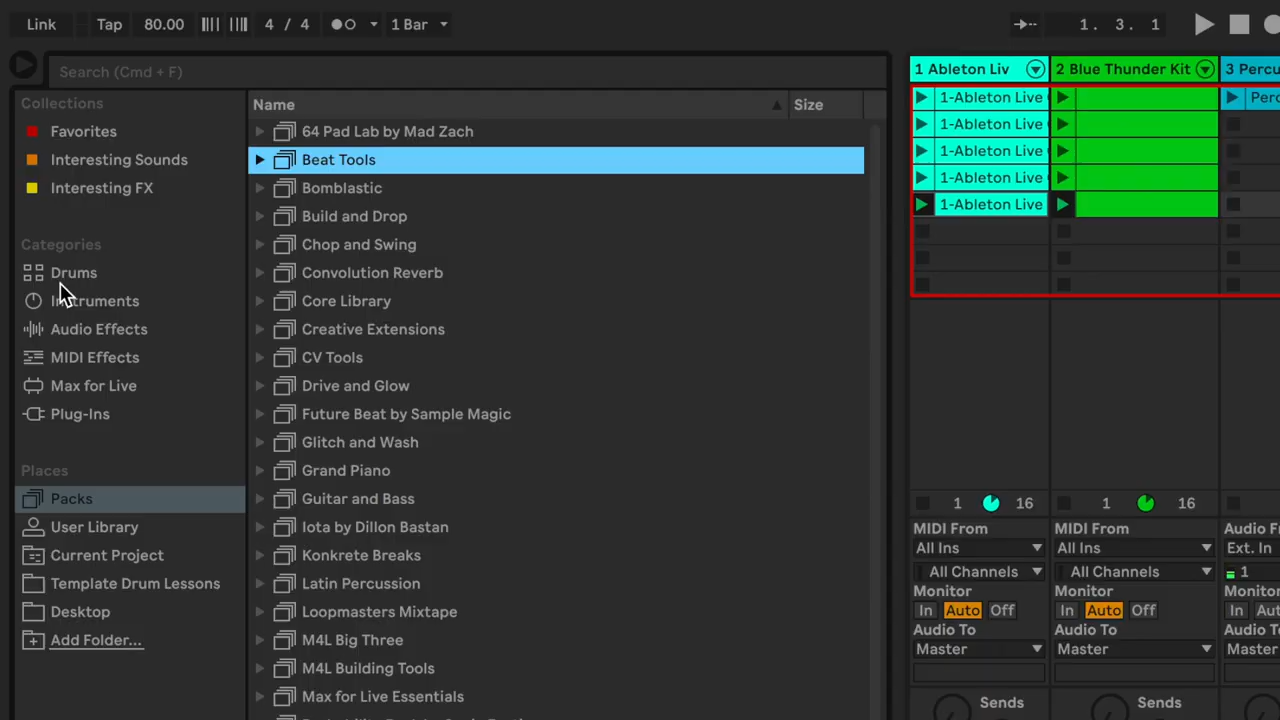 Link Tap 80.00 4 / 4 1 Bar 1. 3. 1
Search (Cmd + F)
Collections
Favorites
Interesting Sounds
Interesting FX
Categories
Drums
Instruments
Audio Effects
MIDI Effects
Max for Live
Plug-Ins
Places
Packs
User Library
Current Project
Template Drum Lessons
Desktop
Add Folder...
Name Size
64 Pad Lab by Mad Zach
Beat Tools
Bomblastic
Build and Drop
Chop and Swing
Convolution Reverb
Core Library
Creative Extensions
CV Tools
Drive and Glow
Future Beat by Sample Magic
Glitch and Wash
Grand Piano
Guitar and Bass
Iota by Dillon Bastan
Konkrete Breaks
Latin Percussion
Loopmasters Mixtape
M4L Big Three
M4L Building Tools
Max for Live Essentials
1 Ableton Liv 2 Blue Thunder Kit 3 Percu
1-Ableton Live Perc
1-Ableton Live
1-Ableton Live
1-Ableton Live
1-Ableton Live
1 16 1 16
MIDI From MIDI From Audio F
All Ins All Ins Ext. In
All Channels All Channels 1
Monitor Monitor Monitor
In Auto Off In Auto Off In Aut
Audio To Audio To Audio T
Master Master Master
Sends Sends